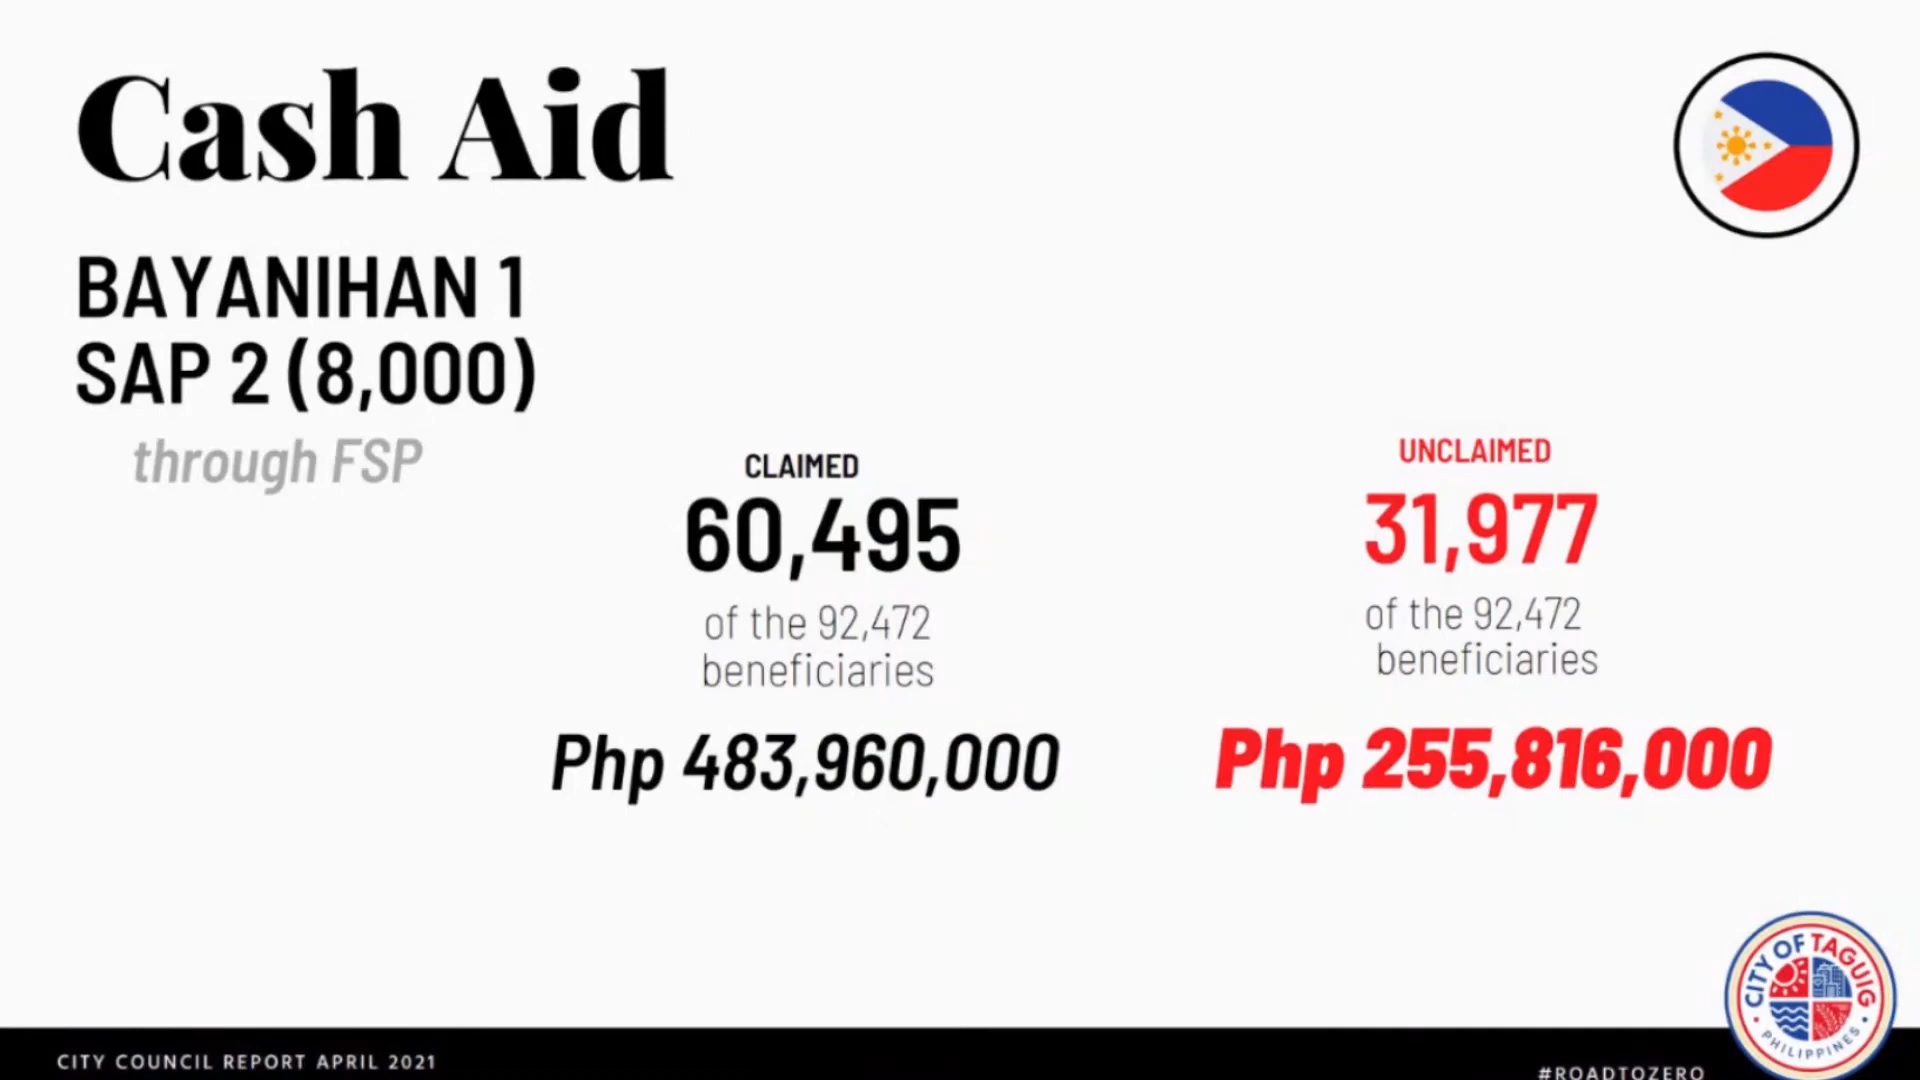 Cash Aid
BAYANIHAN 1
SAP 2 (8,000)
through FSP
CLAIMED
60,495
of the 92,472
beneficiaries
Php 483,960,000
UNCLAIMED
31,977
of the 92,472
beneficiaries
Php 255,816,000
CITY OF TAGUIG
PHILIPPINES
CITY COUNCIL REPORT APRIL 2021
#ROADTOZERO